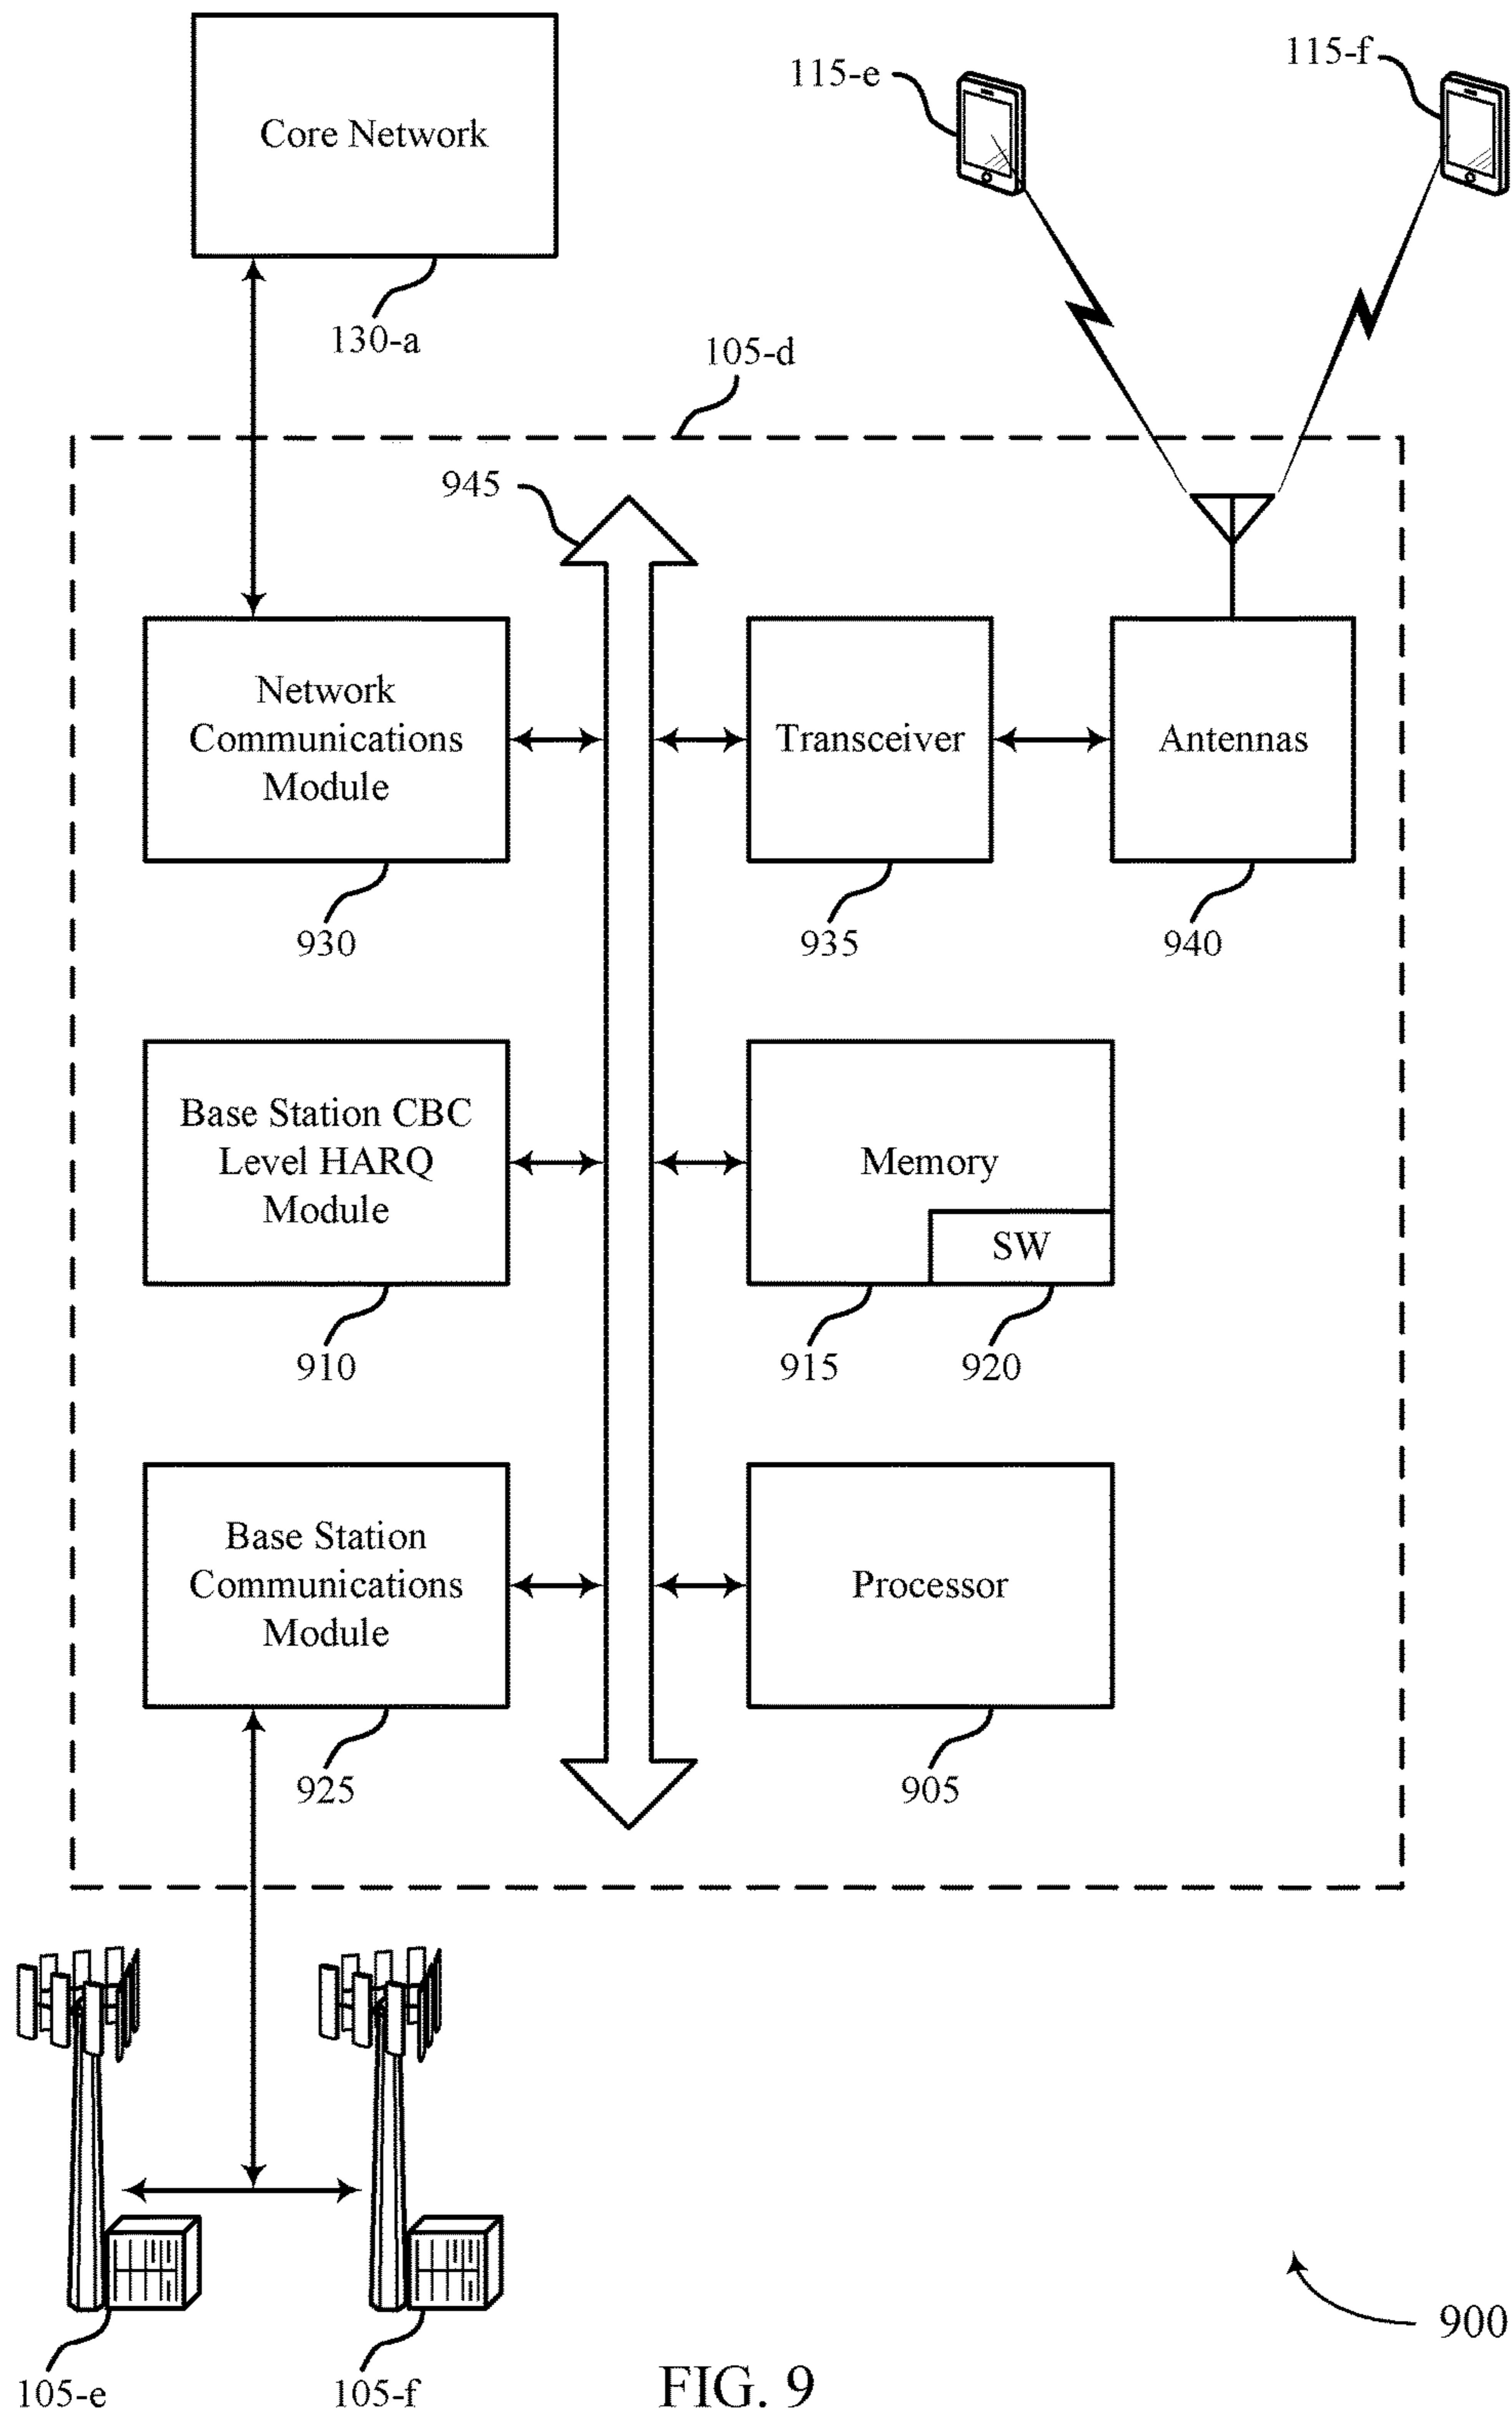 Core Network
130-a
115-e
115-f
105-d
945
Network
Communications
Module
930
Transceiver
935
Antennas
940
Base Station CBC
Level HARQ
Module
910
Memory
SW
915
920
Base Station
Communications
Module
925
Processor
905
105-e
105-f
900
FIG. 9